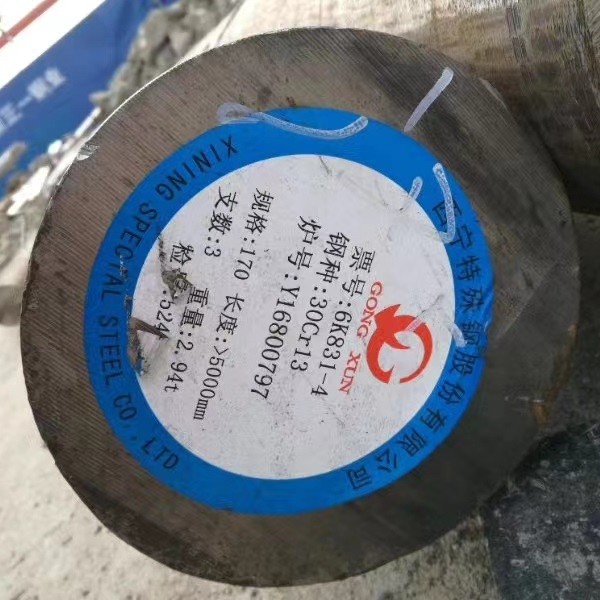 西宁特殊钢股份有限公司
GONG XUN
票号:6K831-4
钢种:30Cr13
炉号:Y16800797
规格:170 长度:>5000mm
支数:3 重量:2.94t
XINING SPECIAL STEEL CO.,LTD